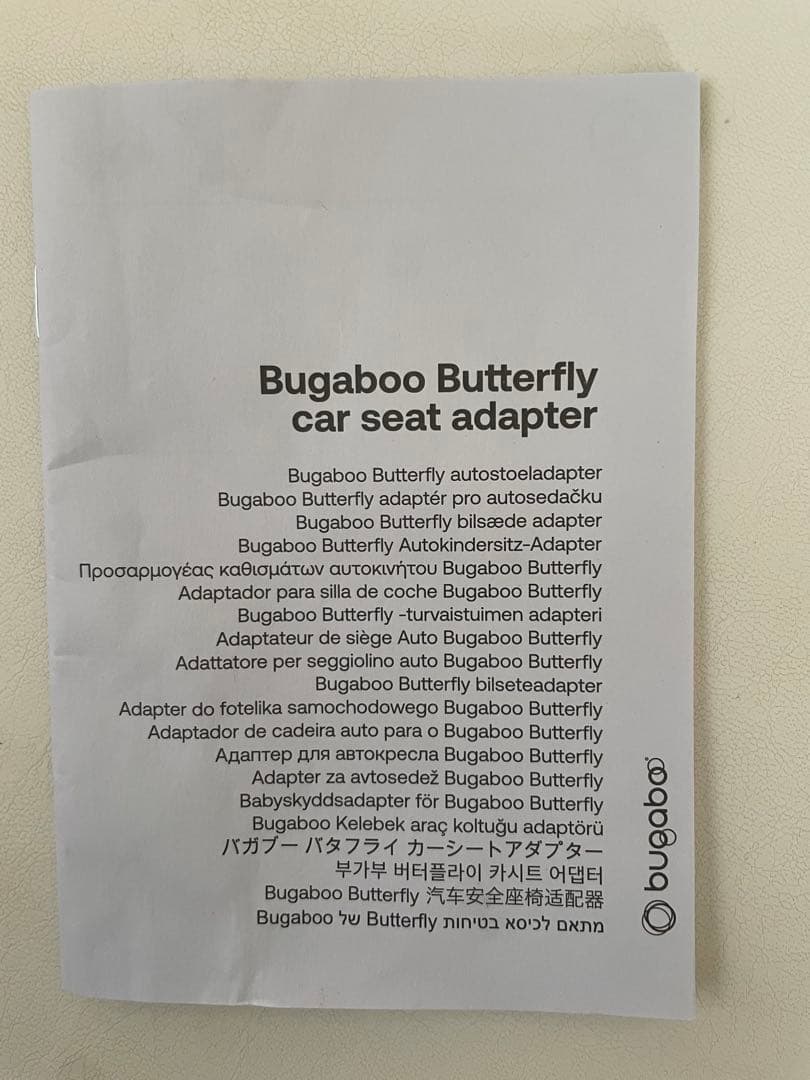 Bugaboo Butterfly
car seat adapter
Bugaboo Butterfly autostoeladapter
Bugaboo Butterfly adaptér pro autosedačku
Bugaboo Butterfly bilsæde adapter
Bugaboo Butterfly Autokindersitz-Adapter
Προσαρμογέας καθισμάτων αυτοκινήτου Bugaboo Butterfly
Adaptador para silla de coche Bugaboo Butterfly
Bugaboo Butterfly -turvaistuimen adapteri
Adaptateur de siège Auto Bugaboo Butterfly
Adattatore per seggiolino auto Bugaboo Butterfly
Bugaboo Butterfly bilseteadapter
Adapter do fotelika samochodowego Bugaboo Butterfly
Adaptador de cadeira auto para o Bugaboo Butterfly
Адаптер для автокресла Bugaboo Butterfly
Adapter za avtosedež Bugaboo Butterfly
Babyskyddsadapter för Bugaboo Butterfly
Bugaboo Kelebek araç koltuğu adaptörü
バガブー バタフライ カーシートアダプター
부가부 버터플라이 카시트 어댑터
Bugaboo Butterfly 汽车安全座椅适配器
מתאם לכיסא בטיחות Butterfly של Bugaboo
bugaboo